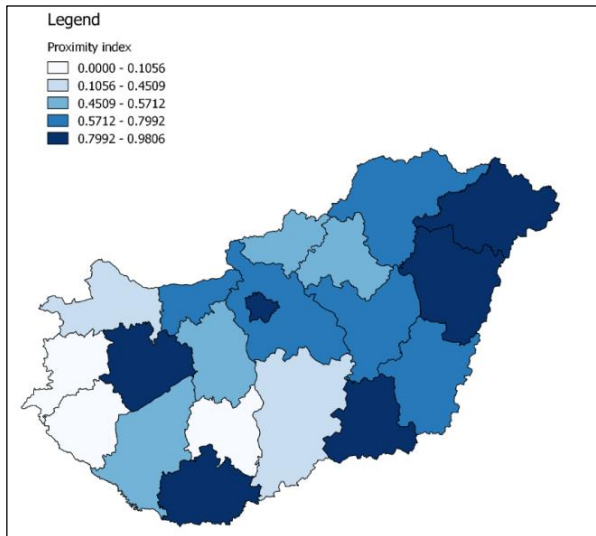 Legend
Proximity index
0.0000 - 0.1056
0.1056 - 0.4509
0.4509 - 0.5712
0.5712 - 0.7992
0.7992 - 0.9806